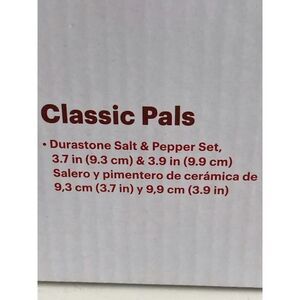 Classic Pals
• Durastone Salt & Pepper Set,
3.7 in (9.3 cm) & 3.9 in (9.9 cm)
Salero y pimentero de cerámica de
9,3 cm (3.7 in) y 9,9 cm (3.9 in)